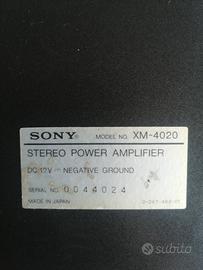 SONY MODEL NO. XM-4020
STEREO POWER AMPLIFIER
DC 12V NEGATIVE GROUND
SERIAL NO. 0044024
MADE IN JAPAN
subito